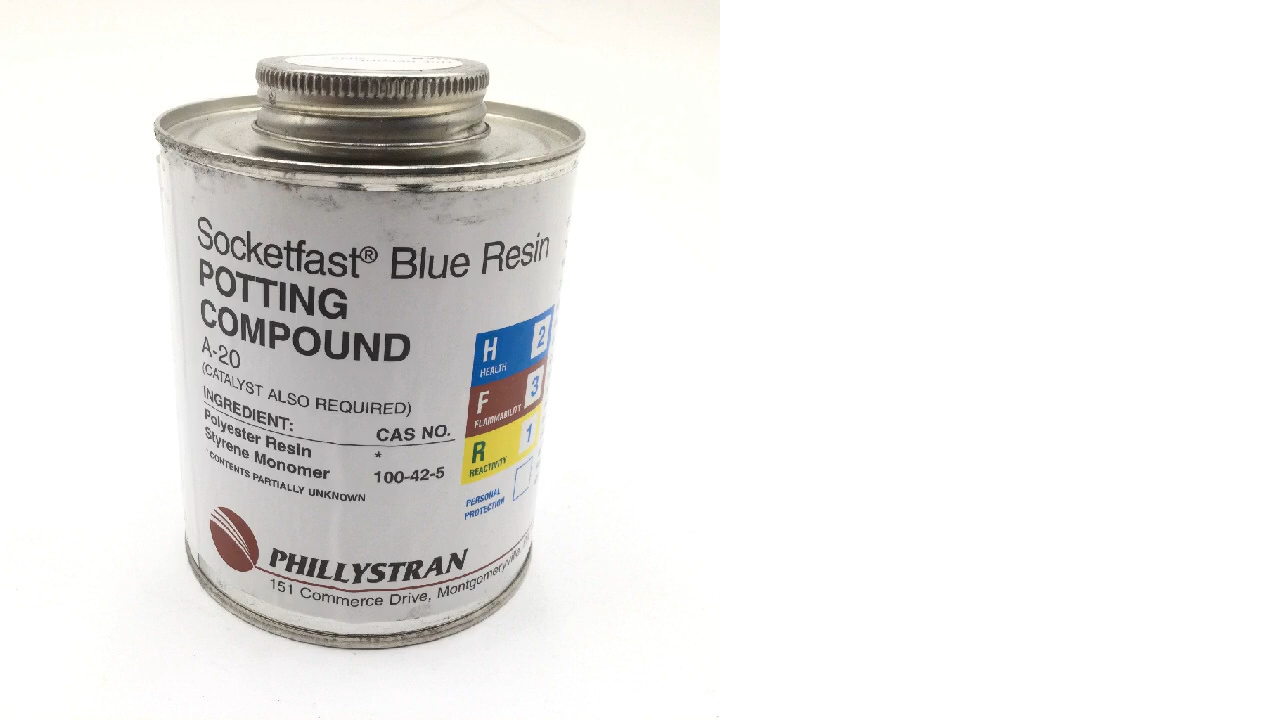 Socketfast® Blue Resin
POTTING
COMPOUND
A-20
(CATALYST ALSO REQUIRED)
INGREDIENT: CAS NO.
Polyester Resin *
Styrene Monomer 100-42-5
* CONTENTS PARTIALLY UNKNOWN
H 2
HEALTH
F 3
FLAMMABILITY
R 1
REACTIVITY
PERSONAL
PROTECTION
PHILLYSTRAN
151 Commerce Drive, Montgomeryville,